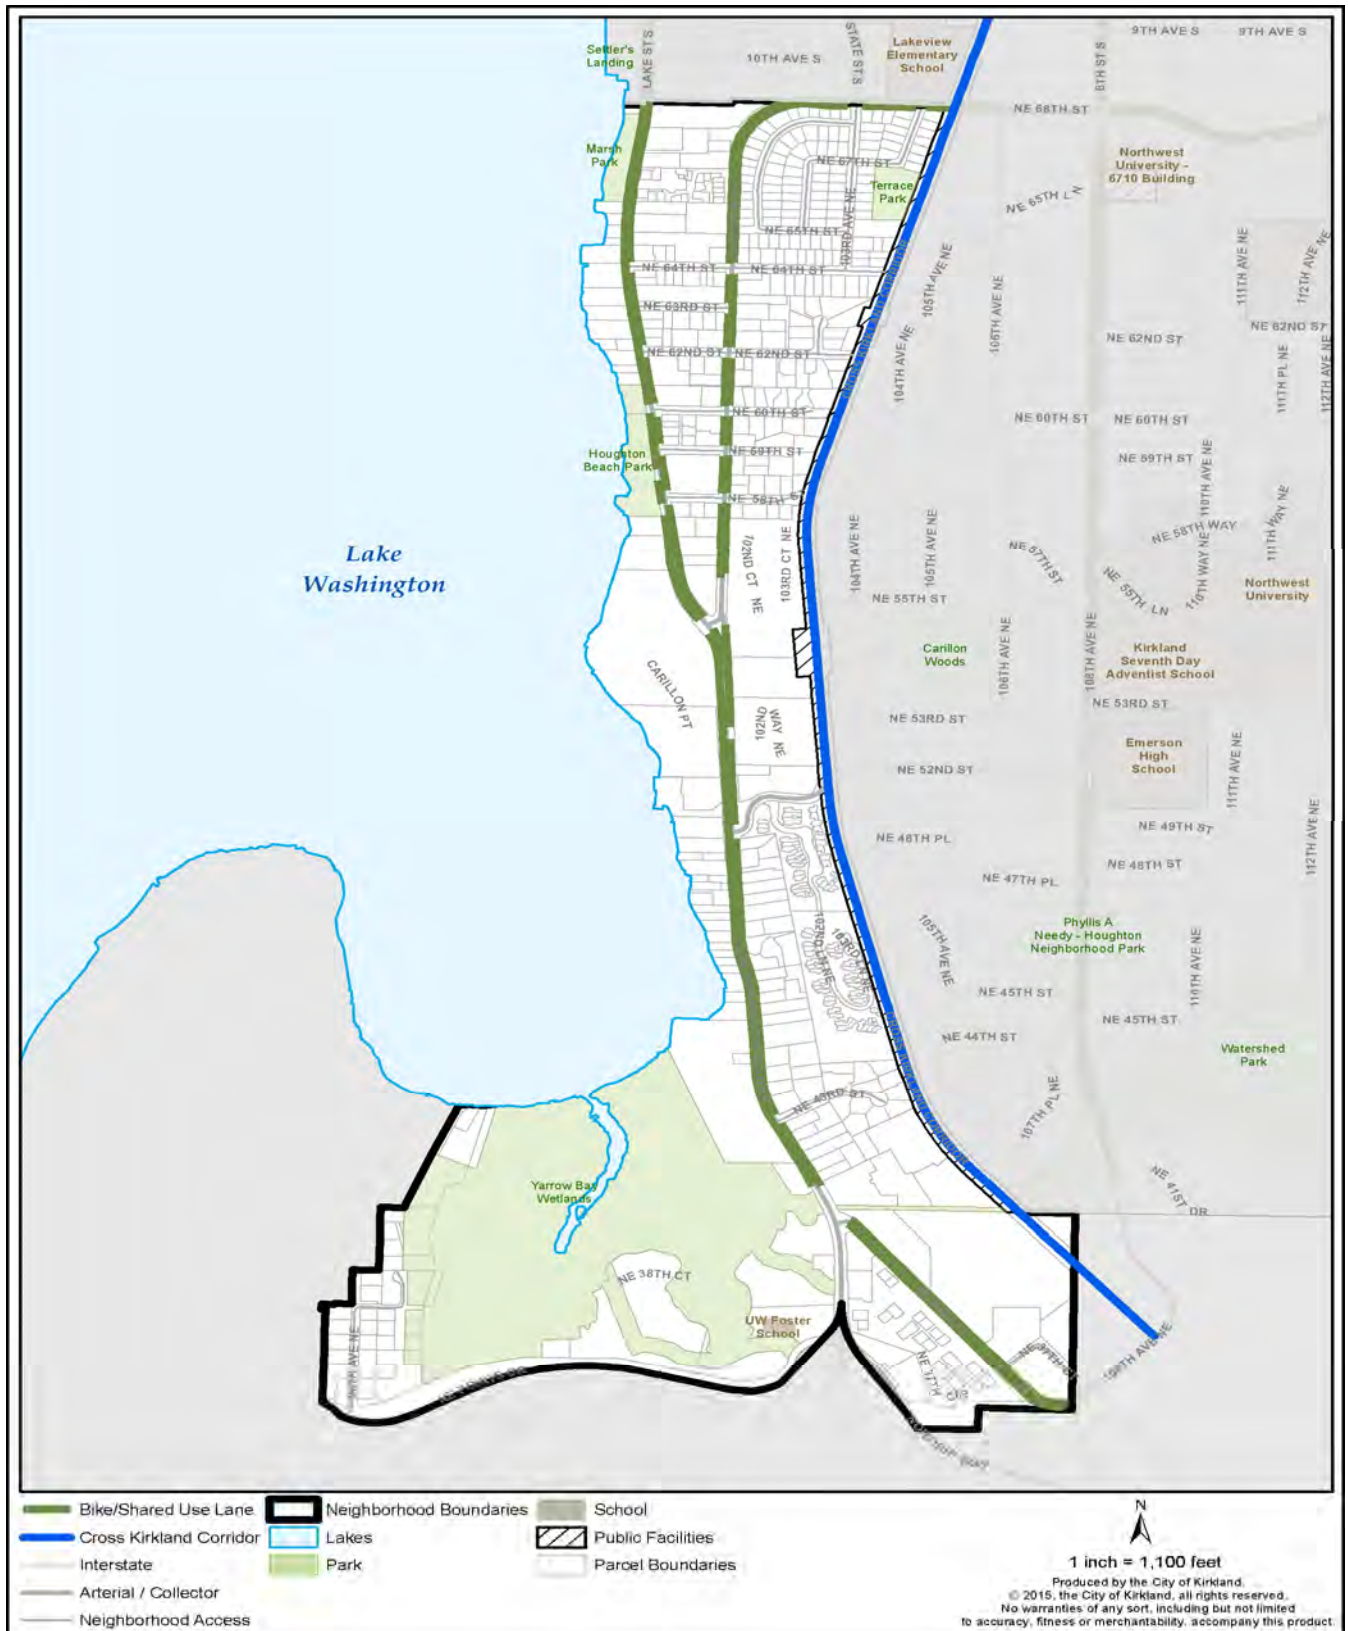 9TH AVE S
9TH AVE S
Settler's
Landing
LAKE ST S
10TH AVE S
STATE ST S
Lakeview
Elementary
School
6TH ST S
NE 68TH ST
Marsh
Park
NE 67TH ST
Terrace
Park
Northwest
University -
6710 Building
NE 65TH LN
NE 65TH ST
103RD AVE NE
NE 64TH ST
NE 64TH ST
105TH AVE NE
106TH AVE NE
111TH AVE NE
112TH AVE NE
NE 63RD ST
NE 62ND ST
NE 62ND ST
104TH AVE NE
NE 62ND ST
NE 62ND ST
111TH PL NE
112TH AVE NE
NE 60TH ST
NE 60TH ST
NE 60TH ST
Houghton
Beach Park
NE 59TH ST
NE 59TH ST
110TH AVE NE
NE 58TH ST
NE 58TH WAY
111TH WAY NE
Lake
Washington
102ND CT NE
103RD CT NE
104TH AVE NE
105TH AVE NE
NE 57TH ST
110TH WAY NE
NE 55TH LN
Northwest
University
NE 55TH ST
Carillon
Woods
106TH AVE NE
108TH AVE NE
Kirkland
Seventh Day
Adventist School
CARILLON PT
102ND
WAY NE
NE 53RD ST
NE 53RD ST
NE 52ND ST
Emerson
High
School
111TH AVE NE
NE 48TH PL
NE 49TH ST
NE 48TH ST
112TH AVE NE
NE 47TH PL
102ND LN NE
103RD LN NE
105TH AVE NE
Phyllis A
Needy - Houghton
Neighborhood Park
110TH AVE NE
NE 45TH ST
NE 45TH ST
NE 44TH ST
Watershed
Park
NE 43RD ST
107TH PL NE
Yarrow Bay
Wetlands
NE 41ST
DR
NE 38TH CT
UW Foster
School
NE 37TH
CIR
108TH AVE NE
Bike/Shared Use Lane
Cross Kirkland Corridor
Interstate
Arterial / Collector
Neighborhood Access
Neighborhood Boundaries
Lakes
Park
School
Public Facilities
Parcel Boundaries
N
1 inch = 1,100 feet
Produced by the City of Kirkland.
© 2015, the City of Kirkland, all rights reserved.
No warranties of any sort, including but not limited
to accuracy, fitness or merchantability, accompany this product.